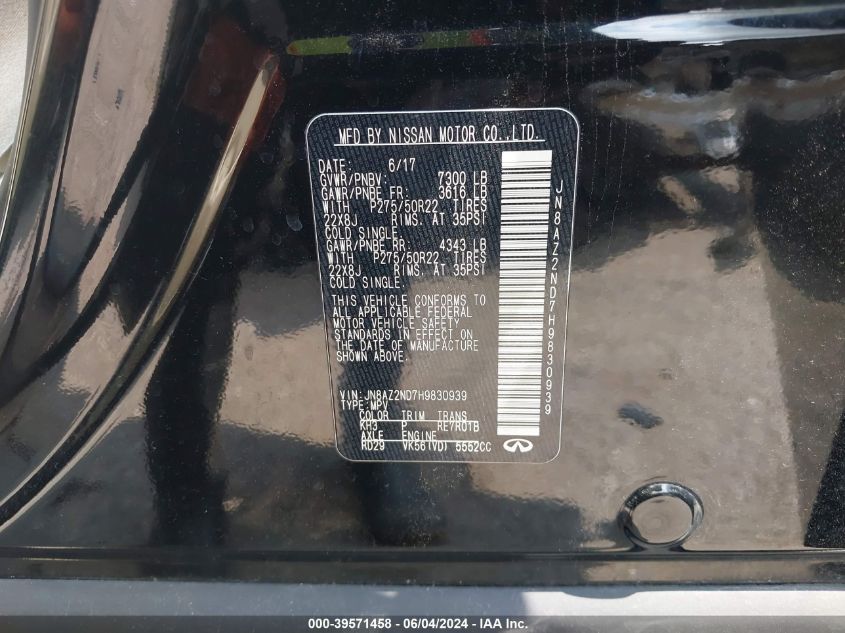 MFD BY NISSAN MOTOR CO.,LTD.
DATE: 6/17
GVWR/PNBV: 7300 LB
GAWR/PNBE FR: 3616 LB
WITH P275/50R22 TIRES
22X8J RIMS. AT 35PSI
COLD SINGLE.
GAWR/PNBE RR: 4343 LB
WITH P275/50R22 TIRES
22X8J RIMS. AT 35PSI
COLD SINGLE.
THIS VEHICLE CONFORMS TO
ALL APPLICABLE FEDERAL
MOTOR VEHICLE SAFETY
STANDARDS IN EFFECT ON
THE DATE OF MANUFACTURE
SHOWN ABOVE.
VIN: JN8AZ2ND7H9830939
TYPE: MPV
COLOR TRIM TRANS
KH3 P RE7R01B
AXLE ENGINE
RD29 VK56(VD) 5552CC
JN8AZ2ND7H9830939
000-39571458 - 06/04/2024 - IAA Inc.